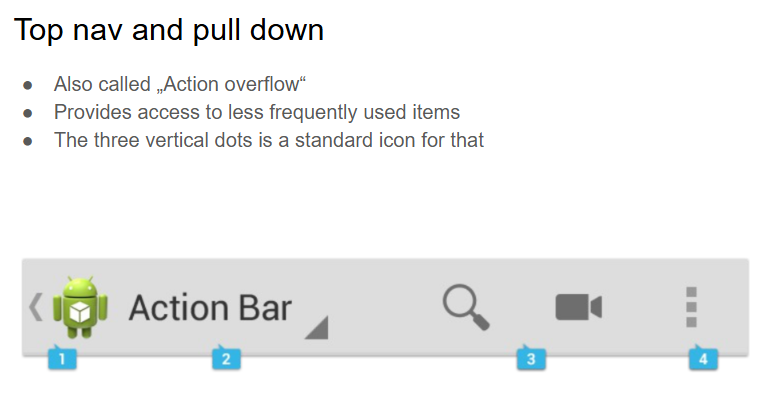 Top nav and pull down
● Also called „Action overflow“
● Provides access to less frequently used items
● The three vertical dots is a standard icon for that
Action Bar
1 2 3 4